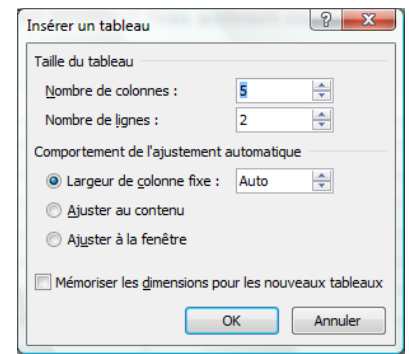 Insérer un tableau
Taille du tableau
Nombre de colonnes : 5
Nombre de lignes : 2
Comportement de l'ajustement automatique
Largeur de colonne fixe : Auto
Ajuster au contenu
Ajuster à la fenêtre
Mémoriser les dimensions pour les nouveaux tableaux
OK Annuler